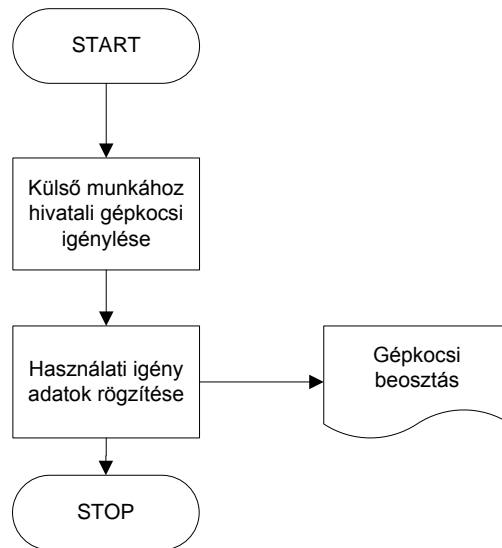 START
Külső munkához
hivatali gépkocsi
igénylése
Használati igény
adatok rögzítése
Gépkocsi
beosztás
STOP